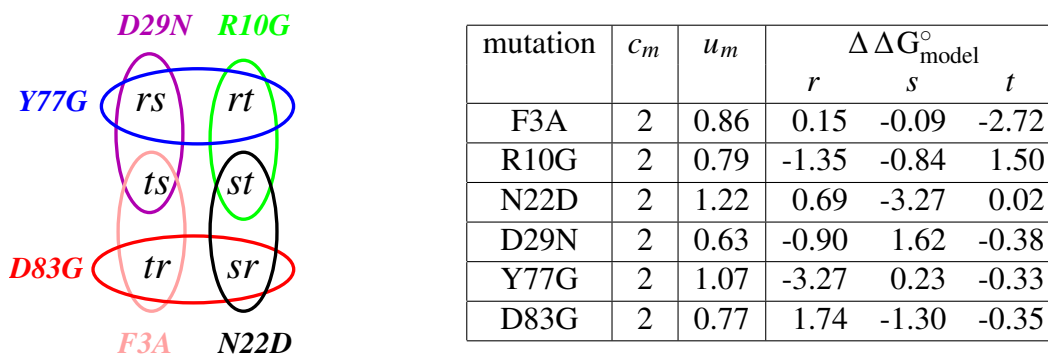 D29N R10G
Y77G rs rt
ts st
D83G tr sr
F3A N22D
mutation c_m u_m Δ ΔG°_model
r s t
F3A 2 0.86 0.15 -0.09 -2.72
R10G 2 0.79 -1.35 -0.84 1.50
N22D 2 1.22 0.69 -3.27 0.02
D29N 2 0.63 -0.90 1.62 -0.38
Y77G 2 1.07 -3.27 0.23 -0.33
D83G 2 0.77 1.74 -1.30 -0.35